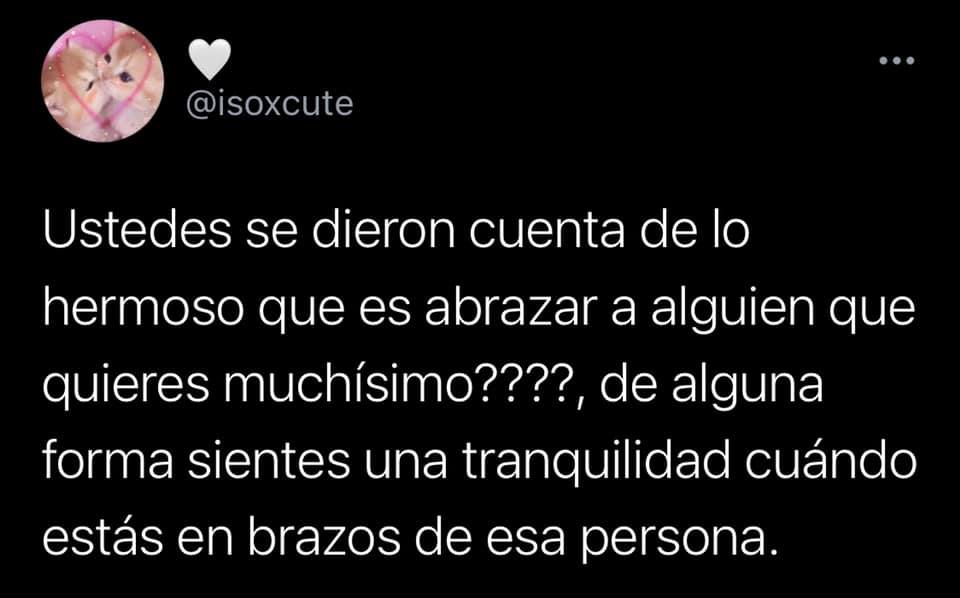 🤍
@isoxcute
Ustedes se dieron cuenta de lo
hermoso que es abrazar a alguien que
quieres muchísimo????, de alguna
forma sientes una tranquilidad cuándo
estás en brazos de esa persona.